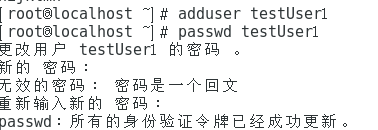 [root@localhost ~]# adduser testUser1
[root@localhost ~]# passwd testUser1
更改用户 testUser1 的密码 。
新的 密码：
无效的密码： 密码是一个回文
重新输入新的 密码：
passwd：所有的身份验证令牌已经成功更新。